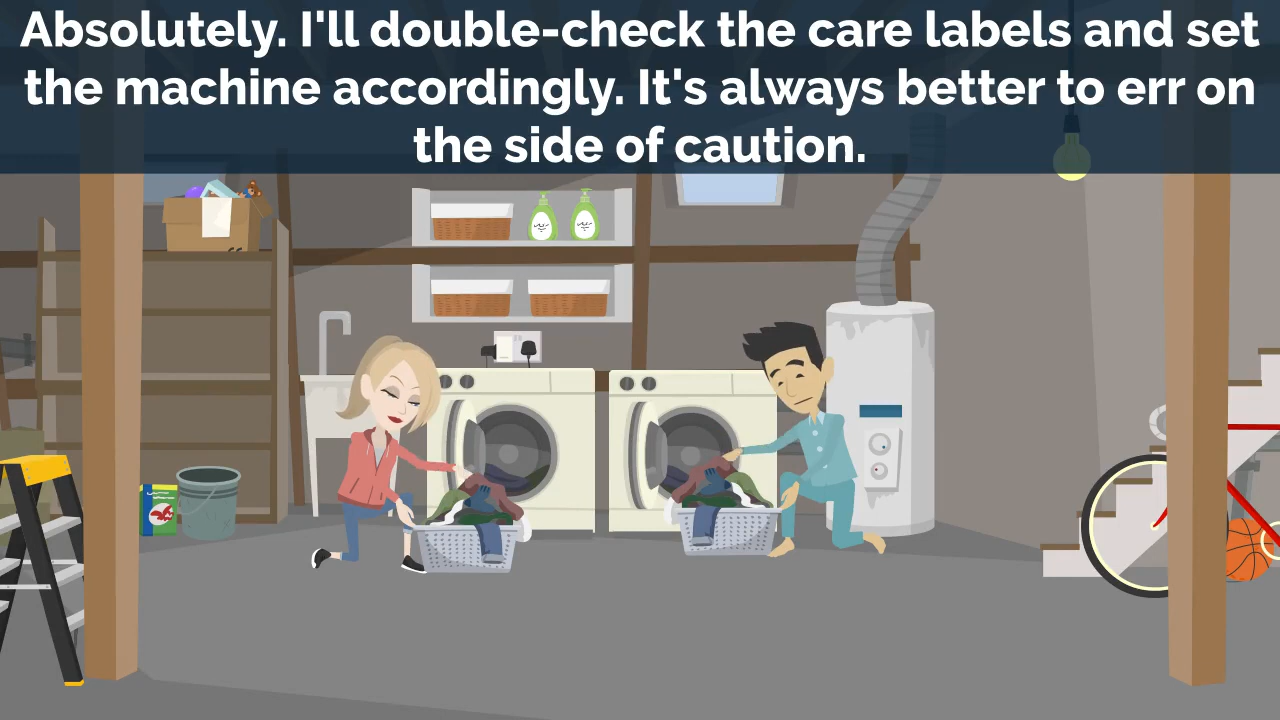 Absolutely. I'll double-check the care labels and set
the machine accordingly. It's always better to err on
the side of caution.